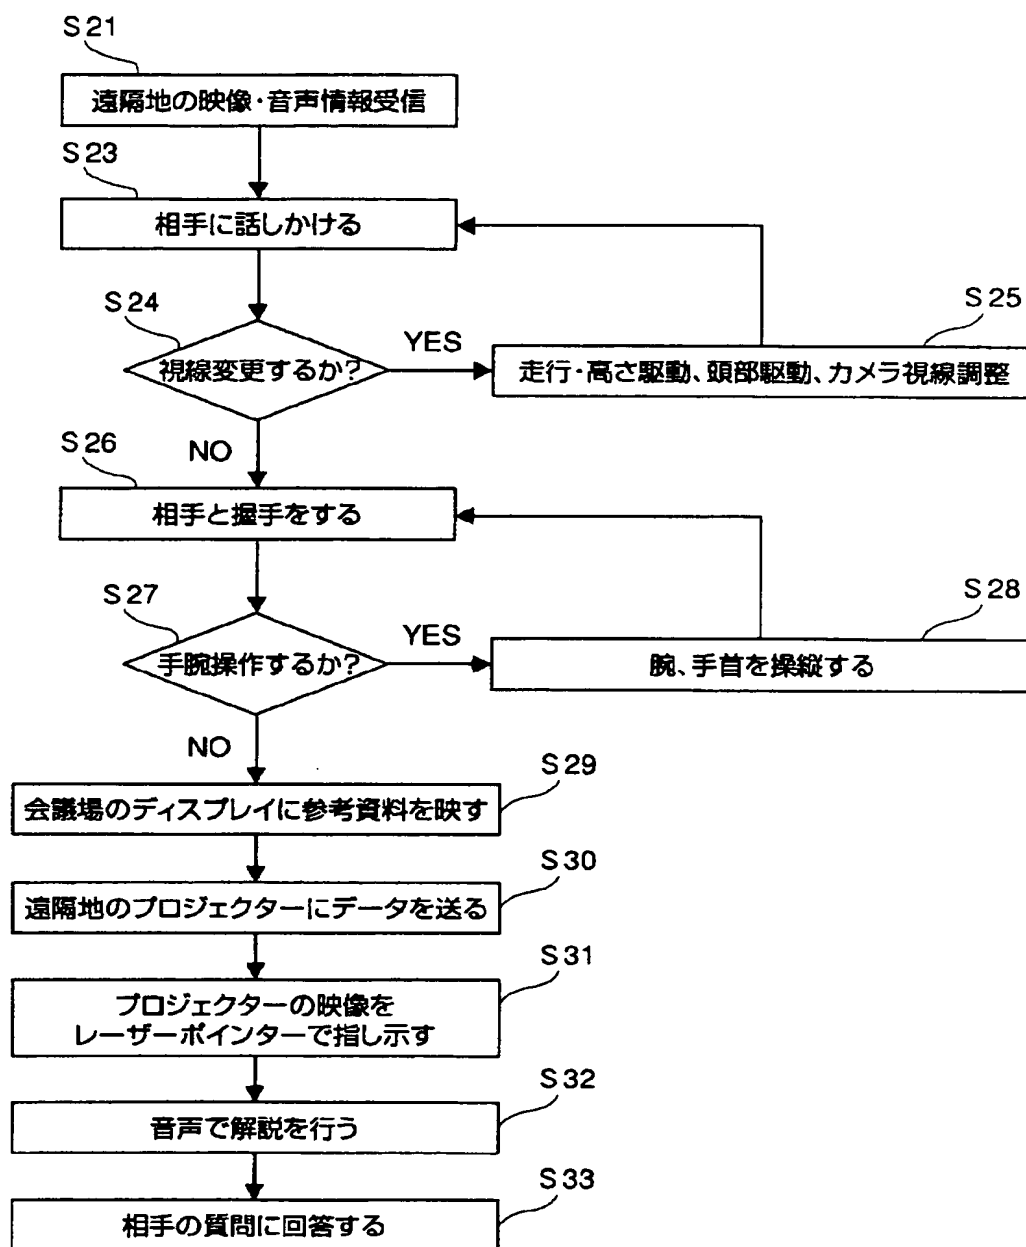 S21
遠隔地の映像・音声情報受信
S23
相手に話しかける
S24
視線変更するか?
YES
S25
走行・高さ駆動、頭部駆動、カメラ視線調整
NO
S26
相手と握手をする
S27
手腕操作するか?
YES
S28
腕、手首を操縦する
NO
S29
会議場のディスプレイに参考資料を映す
S30
遠隔地のプロジェクターにデータを送る
S31
プロジェクターの映像を
レーザーポインターで指し示す
S32
音声で解説を行う
S33
相手の質問に回答する